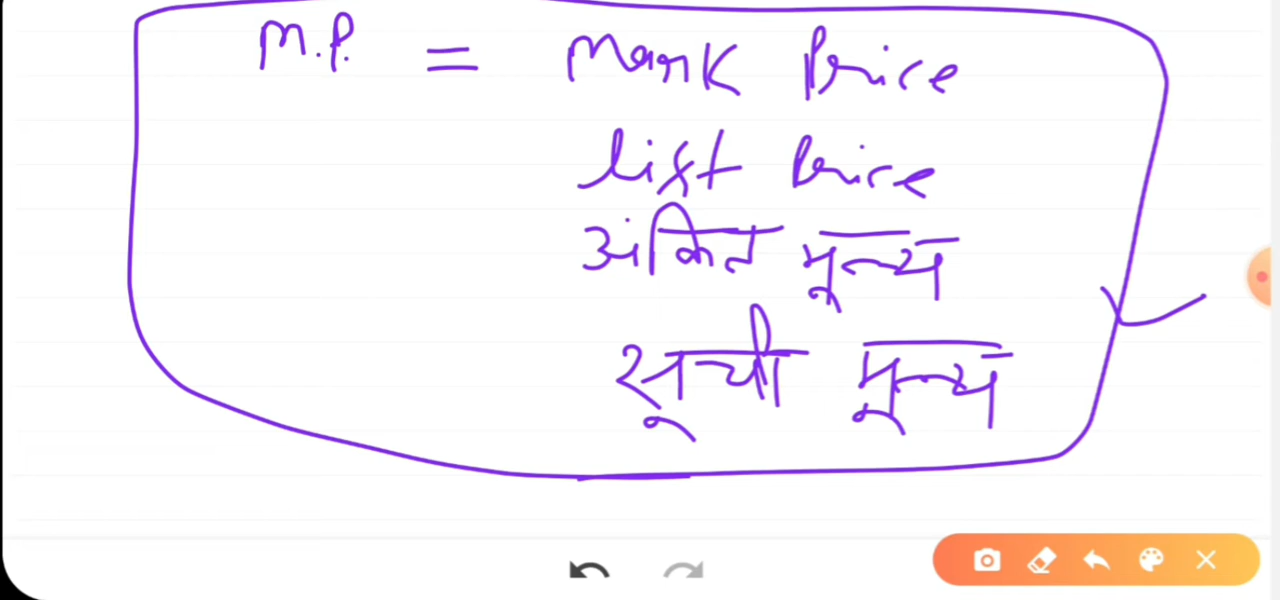 M.P. = Mark Price
list Price
अंकित मूल्य
सूची मूल्य